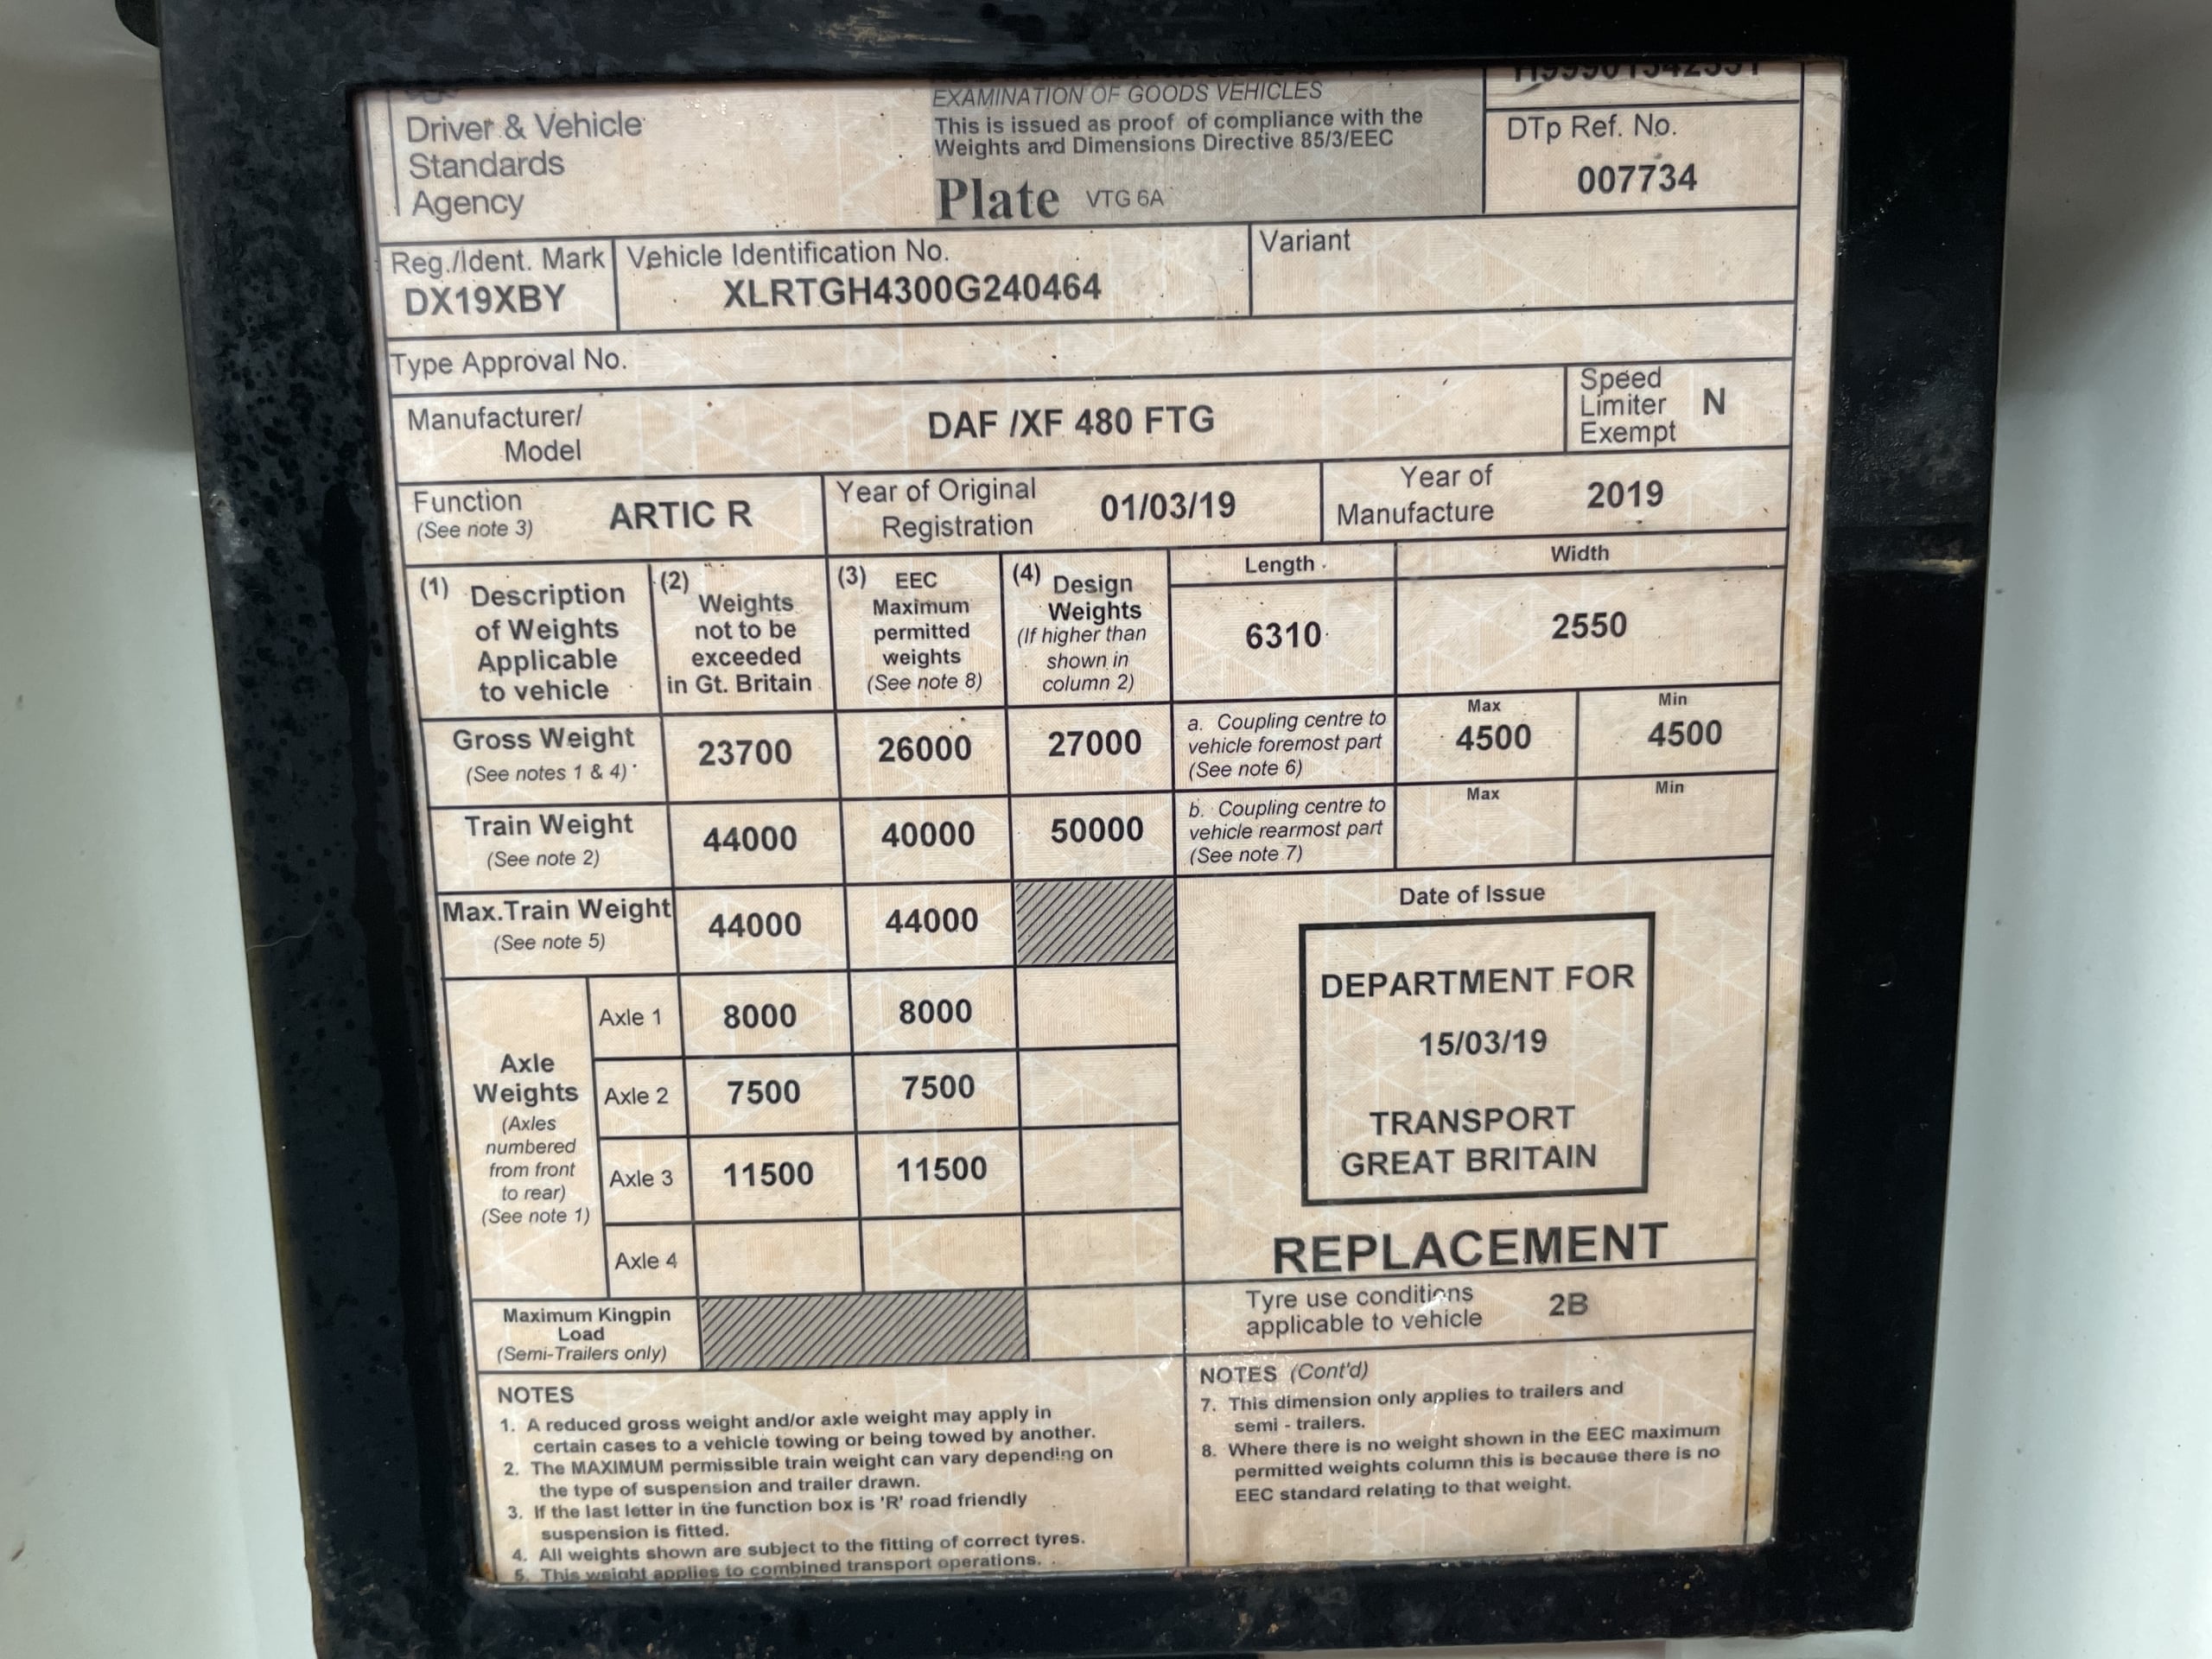 H99901542551
EXAMINATION OF GOODS VEHICLES
Driver & Vehicle
Standards
Agency
This is issued as proof of compliance with the
Weights and Dimensions Directive 85/3/EEC
Plate VTG 6A
DTp Ref. No.
007734
Reg./Ident. Mark
DX19XBY
Vehicle Identification No.
XLRTGH4300G240464
Variant
Type Approval No.
Manufacturer/
Model
DAF /XF 480 FTG
Speed
Limiter
Exempt
N
Function
(See note 3)
ARTIC R
Year of Original
Registration
01/03/19
Year of
Manufacture
2019
(1) Description
of Weights
Applicable
to vehicle
(2) Weights
not to be
exceeded
in Gt. Britain
(3) EEC
Maximum
permitted
weights
(See note 8)
(4) Design
Weights
(If higher than
shown in
column 2)
Length
6310
Width
2550
Gross Weight
(See notes 1 & 4)
23700
26000
27000
a. Coupling centre to
vehicle foremost part
(See note 6)
Max
4500
Min
4500
Train Weight
(See note 2)
44000
40000
50000
b. Coupling centre to
vehicle rearmost part
(See note 7)
Max
Min
Max.Train Weight
(See note 5)
44000
44000
Date of Issue
DEPARTMENT FOR
15/03/19
TRANSPORT
GREAT BRITAIN
REPLACEMENT
Axle
Weights
(Axles
numbered
from front
to rear)
(See note 1)
Axle 1
8000
8000
Axle 2
7500
7500
Axle 3
11500
11500
Axle 4
Maximum Kingpin
Load
(Semi-Trailers only)
Tyre use conditions
applicable to vehicle
2B
NOTES
1. A reduced gross weight and/or axle weight may apply in
certain cases to a vehicle towing or being towed by another.
2. The MAXIMUM permissible train weight can vary depending on
the type of suspension and trailer drawn.
3. If the last letter in the function box is 'R' road friendly
suspension is fitted.
4. All weights shown are subject to the fitting of correct tyres.
5. This weight applies to combined transport operations.
NOTES (Cont'd)
7. This dimension only applies to trailers and
semi - trailers.
8. Where there is no weight shown in the EEC maximum
permitted weights column this is because there is no
EEC standard relating to that weight.